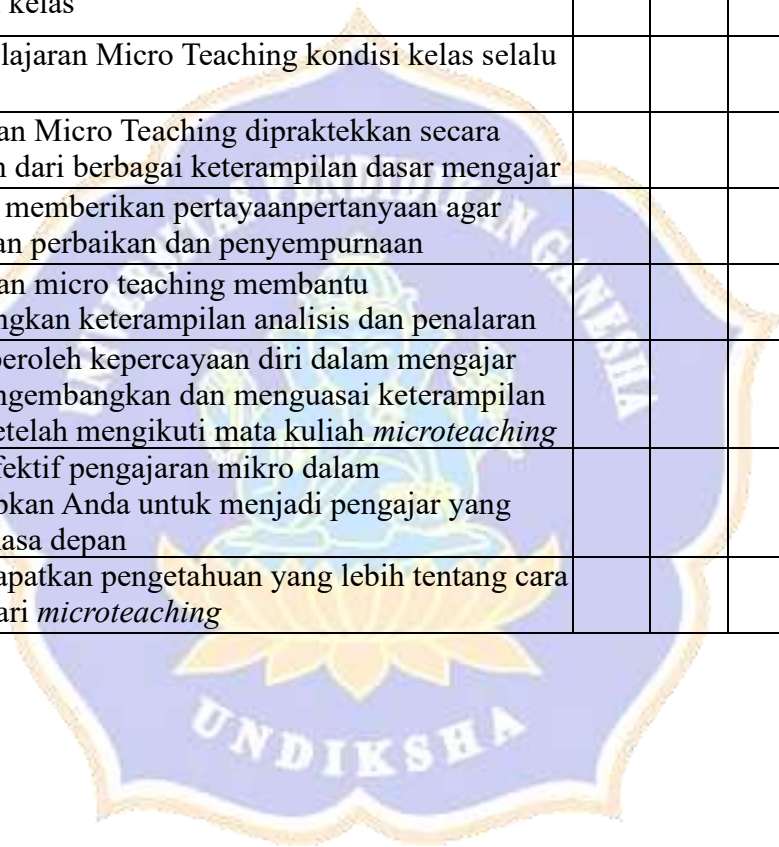 kelas
lajaran Micro Teaching kondisi kelas selalu
an Micro Teaching dipraktekkan secara
n dari berbagai keterampilan dasar mengajar
memberikan pertayaanpertanyaan agar
an perbaikan dan penyempurnaan
an micro teaching membantu
ngkan keterampilan analisis dan penalaran
peroleh kepercayaan diri dalam mengajar
ngembangkan dan menguasai keterampilan
etelah mengikuti mata kuliah microteaching
fektif pengajaran mikro dalam
pkan Anda untuk menjadi pengajar yang
asa depan
apatkan pengetahuan yang lebih tentang cara
ari microteaching
UNIVERSITAS PENDIDIKAN GANESHA
UNDIKSHA